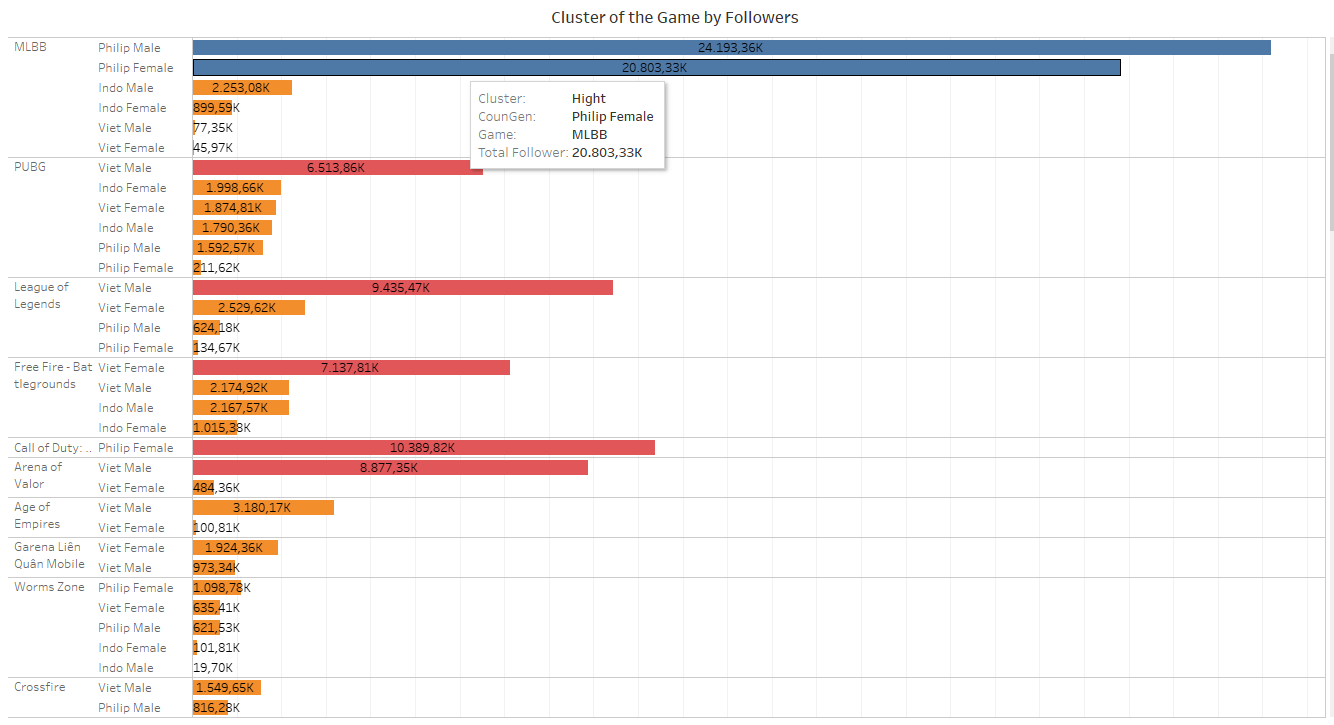 Cluster of the Game by Followers
MLBB
Philip Male 24.193,36K
Philip Female 20.803,33K
Indo Male 2.253,08K
Indo Female 899,59K
Viet Male 77,35K
Viet Female 45,97K
Cluster: Hight
CounGen: Philip Female
Game: MLBB
Total Follower: 20.803,33K
PUBG
Viet Male 6.513,86K
Indo Female 1.998,66K
Viet Female 1.874,81K
Indo Male 1.790,36K
Philip Male 1.592,57K
Philip Female 211,62K
League of
Legends
Viet Male 9.435,47K
Viet Female 2.529,62K
Philip Male 624,18K
Philip Female 134,67K
Free Fire - Bat
tlegrounds
Viet Female 7.137,81K
Viet Male 2.174,92K
Indo Male 2.167,57K
Indo Female 1.015,38K
Call of Duty: ..
Philip Female 10.389,82K
Arena of
Valor
Viet Male 8.877,35K
Viet Female 484,36K
Age of
Empires
Viet Male 3.180,17K
Viet Female 100,81K
Garena Liên
Quân Mobile
Viet Female 1.924,36K
Viet Male 973,34K
Worms Zone
Philip Female 1.098,78K
Viet Female 635,41K
Philip Male 621,53K
Indo Female 101,81K
Indo Male 19,70K
Crossfire
Viet Male 1.549,65K
Philip Male 816,28K